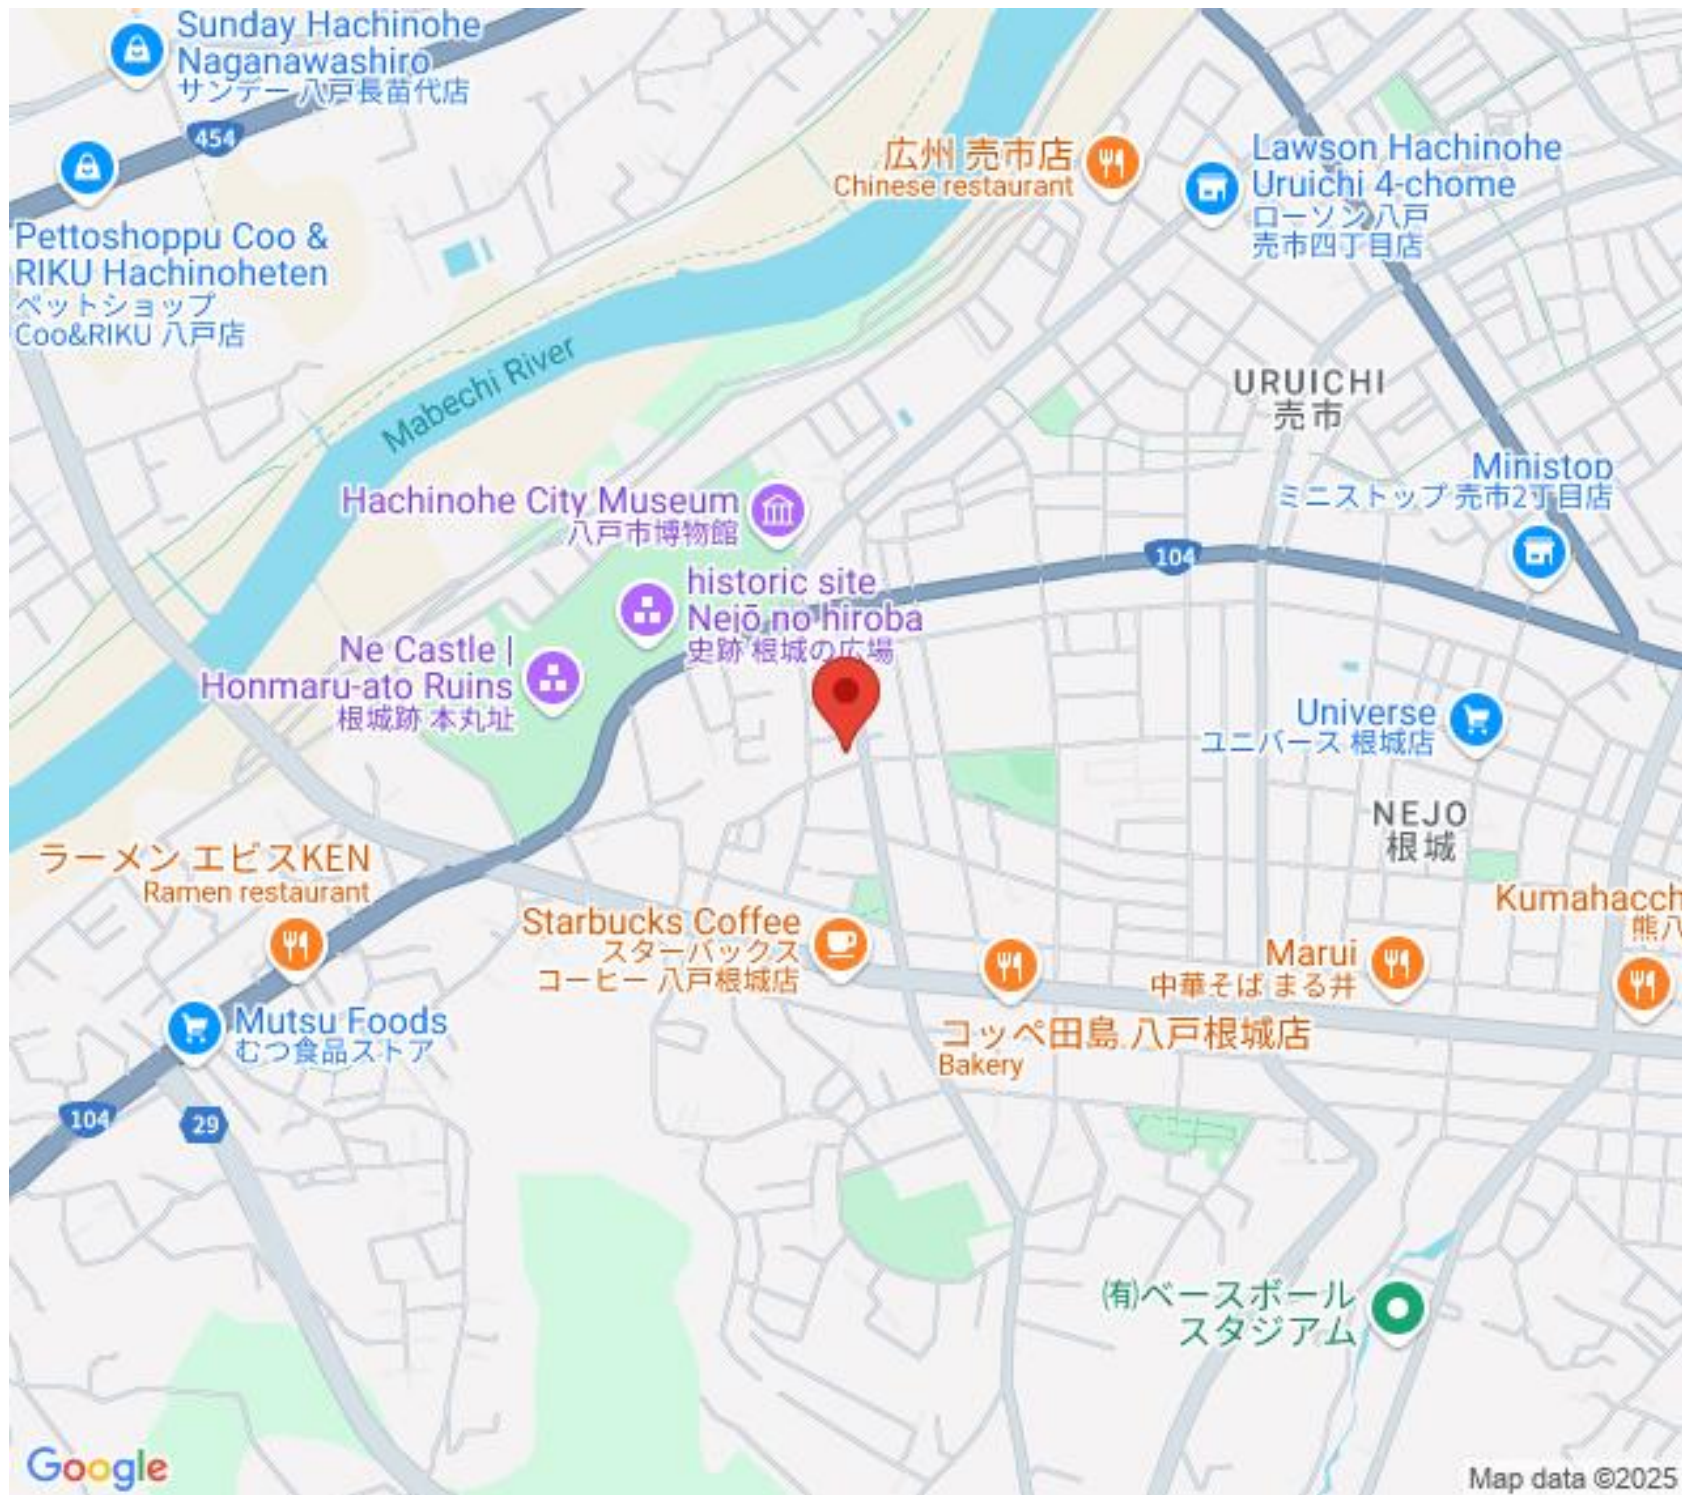 Sunday Hachinohe
Naganawashiro
サンデー 八戸長苗代店
454
広州 売市店
Chinese restaurant
Lawson Hachinohe
Uruichi 4-chome
ローソン 八戸
売市四丁目店
Pettoshoppu Coo &
RIKU Hachinoheten
ペットショップ
Coo&RIKU 八戸店
Mabechi River
URUICHI
売市
Ministop
ミニストップ 売市2丁目店
Hachinohe City Museum
八戸市博物館
104
historic site
Nejō no hiroba
史跡 根城の広場
Ne Castle |
Honmaru-ato Ruins
根城跡 本丸址
Universe
ユニバース 根城店
NEJO
根城
ラーメン エビスKEN
Ramen restaurant
Starbucks Coffee
スターバックス
コーヒー 八戸根城店
Marui
中華そば まる井
Kumahacch
熊八
Mutsu Foods
むつ食品ストア
コッペ田島 八戸根城店
Bakery
104
29
㈲ベースボール
スタジアム
Google
Map data ©2025